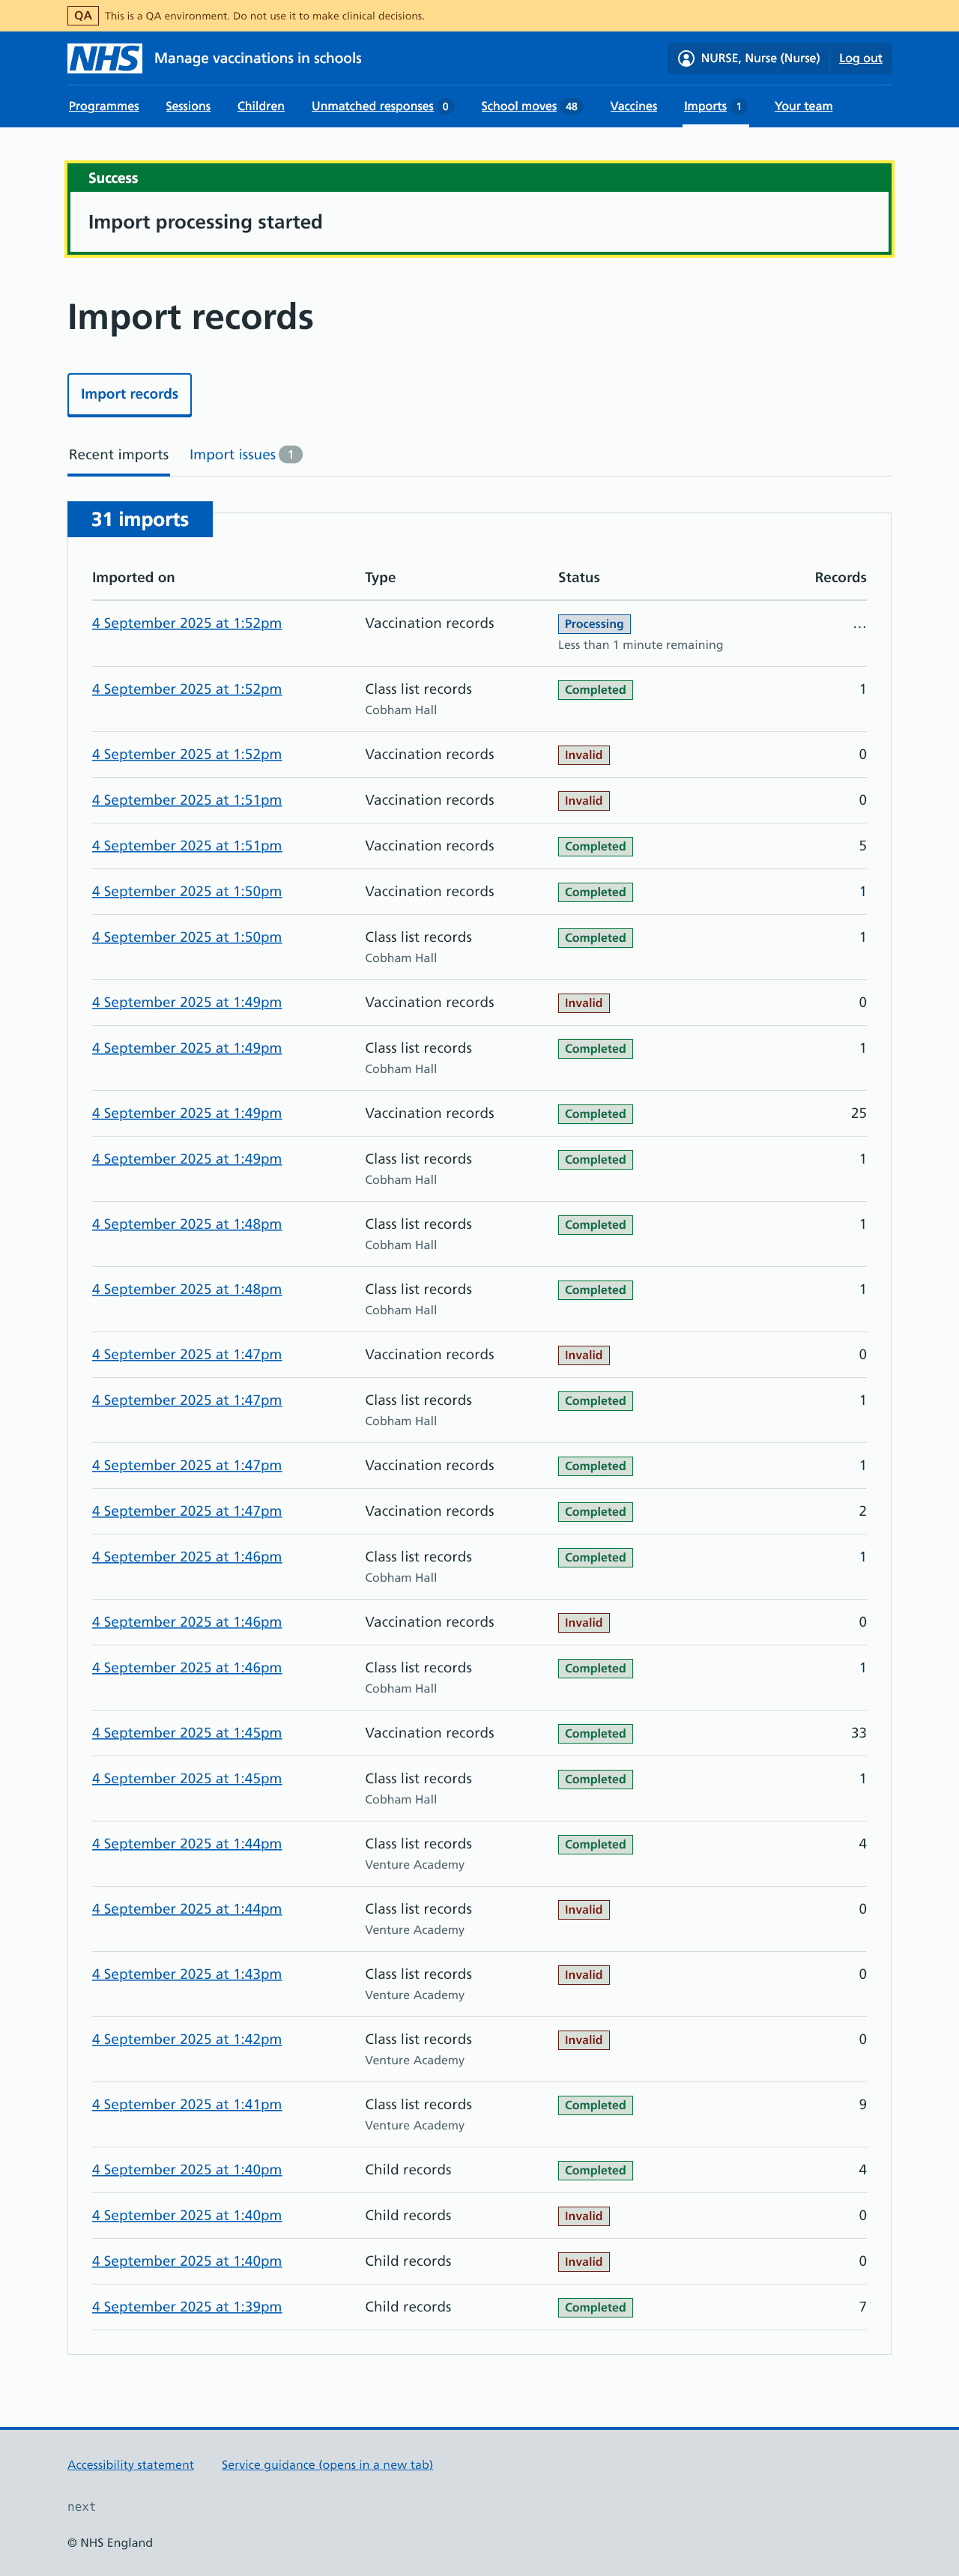 QA This is a QA environment. Do not use it to make clinical decisions.
NHS Manage vaccinations in schools NURSE, Nurse (Nurse) Log out
Programmes Sessions Children Unmatched responses 0 School moves 48 Vaccines Imports 1 Your team
Success
Import processing started
Import records
Import records
Recent imports Import issues 1
31 imports
Imported on Type Status Records
4 September 2025 at 1:52pm Vaccination records Processing …
Less than 1 minute remaining
4 September 2025 at 1:52pm Class list records Completed 1
Cobham Hall
4 September 2025 at 1:52pm Vaccination records Invalid 0
4 September 2025 at 1:51pm Vaccination records Invalid 0
4 September 2025 at 1:51pm Vaccination records Completed 5
4 September 2025 at 1:50pm Vaccination records Completed 1
4 September 2025 at 1:50pm Class list records Completed 1
Cobham Hall
4 September 2025 at 1:49pm Vaccination records Invalid 0
4 September 2025 at 1:49pm Class list records Completed 1
Cobham Hall
4 September 2025 at 1:49pm Vaccination records Completed 25
4 September 2025 at 1:49pm Class list records Completed 1
Cobham Hall
4 September 2025 at 1:48pm Class list records Completed 1
Cobham Hall
4 September 2025 at 1:48pm Class list records Completed 1
Cobham Hall
4 September 2025 at 1:47pm Vaccination records Invalid 0
4 September 2025 at 1:47pm Class list records Completed 1
Cobham Hall
4 September 2025 at 1:47pm Vaccination records Completed 1
4 September 2025 at 1:47pm Vaccination records Completed 2
4 September 2025 at 1:46pm Class list records Completed 1
Cobham Hall
4 September 2025 at 1:46pm Vaccination records Invalid 0
4 September 2025 at 1:46pm Class list records Completed 1
Cobham Hall
4 September 2025 at 1:45pm Vaccination records Completed 33
4 September 2025 at 1:45pm Class list records Completed 1
Cobham Hall
4 September 2025 at 1:44pm Class list records Completed 4
Venture Academy
4 September 2025 at 1:44pm Class list records Invalid 0
Venture Academy
4 September 2025 at 1:43pm Class list records Invalid 0
Venture Academy
4 September 2025 at 1:42pm Class list records Invalid 0
Venture Academy
4 September 2025 at 1:41pm Class list records Completed 9
Venture Academy
4 September 2025 at 1:40pm Child records Completed 4
4 September 2025 at 1:40pm Child records Invalid 0
4 September 2025 at 1:40pm Child records Invalid 0
4 September 2025 at 1:39pm Child records Completed 7
Accessibility statement Service guidance (opens in a new tab)
next
© NHS England